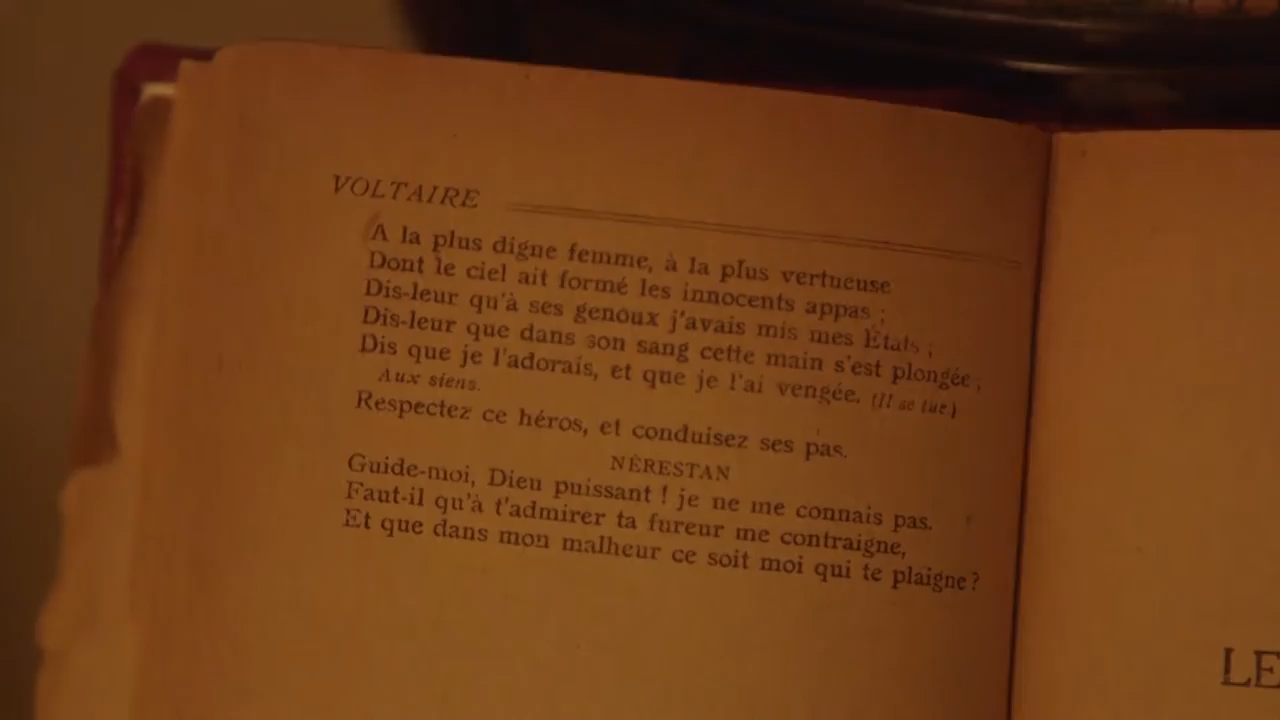 VOLTAIRE
A la plus digne femme, à la plus vertueuse
Dont le ciel ait formé les innocents appas ;
Dis-leur qu'à ses genoux j'avais mis mes États ;
Dis-leur que dans son sang cette main s'est plongée ;
Dis que je l'adorais, et que je l'ai vengée. (Il se tue.)
Aux siens.
Respectez ce héros, et conduisez ses pas.
NÉRESTAN
Guide-moi, Dieu puissant ! je ne me connais pas.
Faut-il qu'à t'admirer ta fureur me contraigne,
Et que dans mon malheur ce soit moi qui te plaigne ?
LE